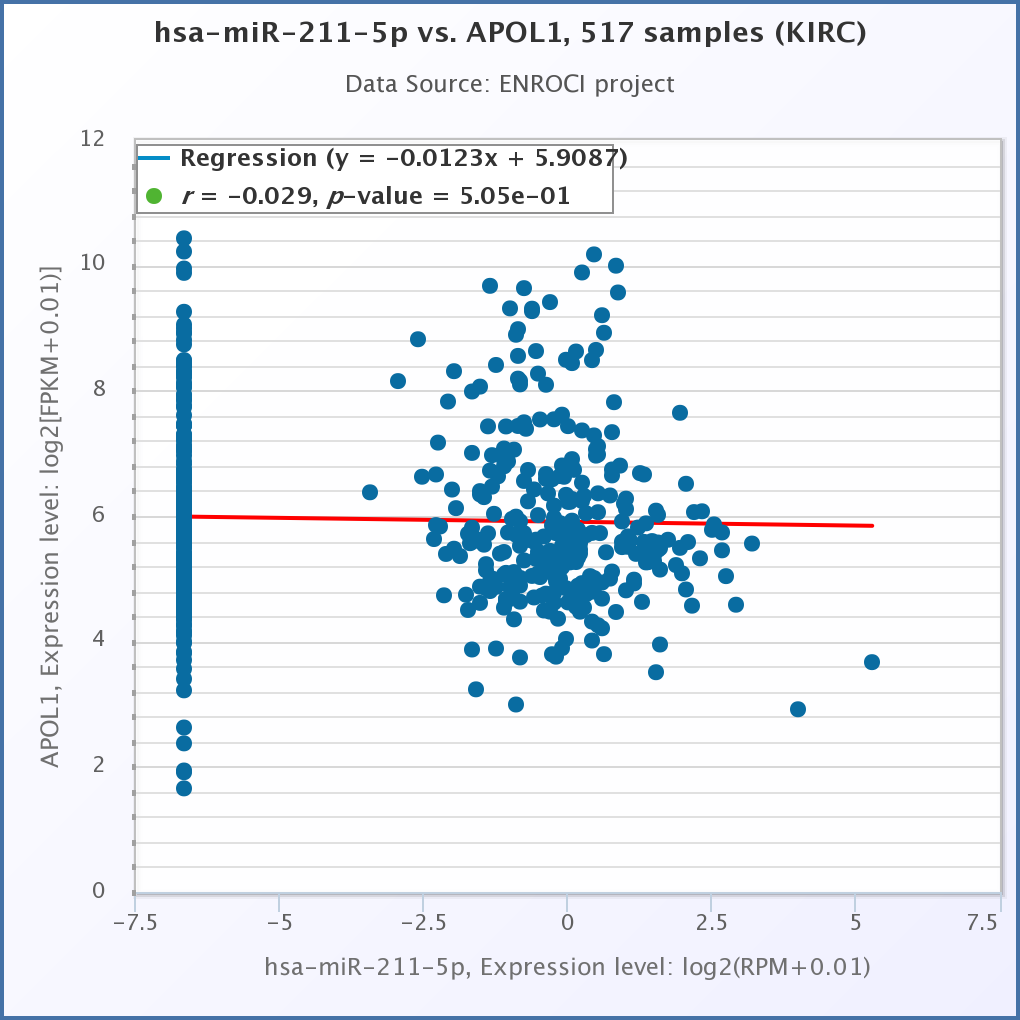 hsa-miR-211-5p vs. APOL1, 517 samples (KIRC)
Data Source: ENROCI project
Regression (y = -0.0123x + 5.9087)
r = -0.029, p-value = 5.05e-01
APOL1, Expression level: log2[FPKM+0.01)]
12
10
8
6
4
2
0
-7.5 -5 -2.5 0 2.5 5 7.5
hsa-miR-211-5p, Expression level: log2(RPM+0.01)